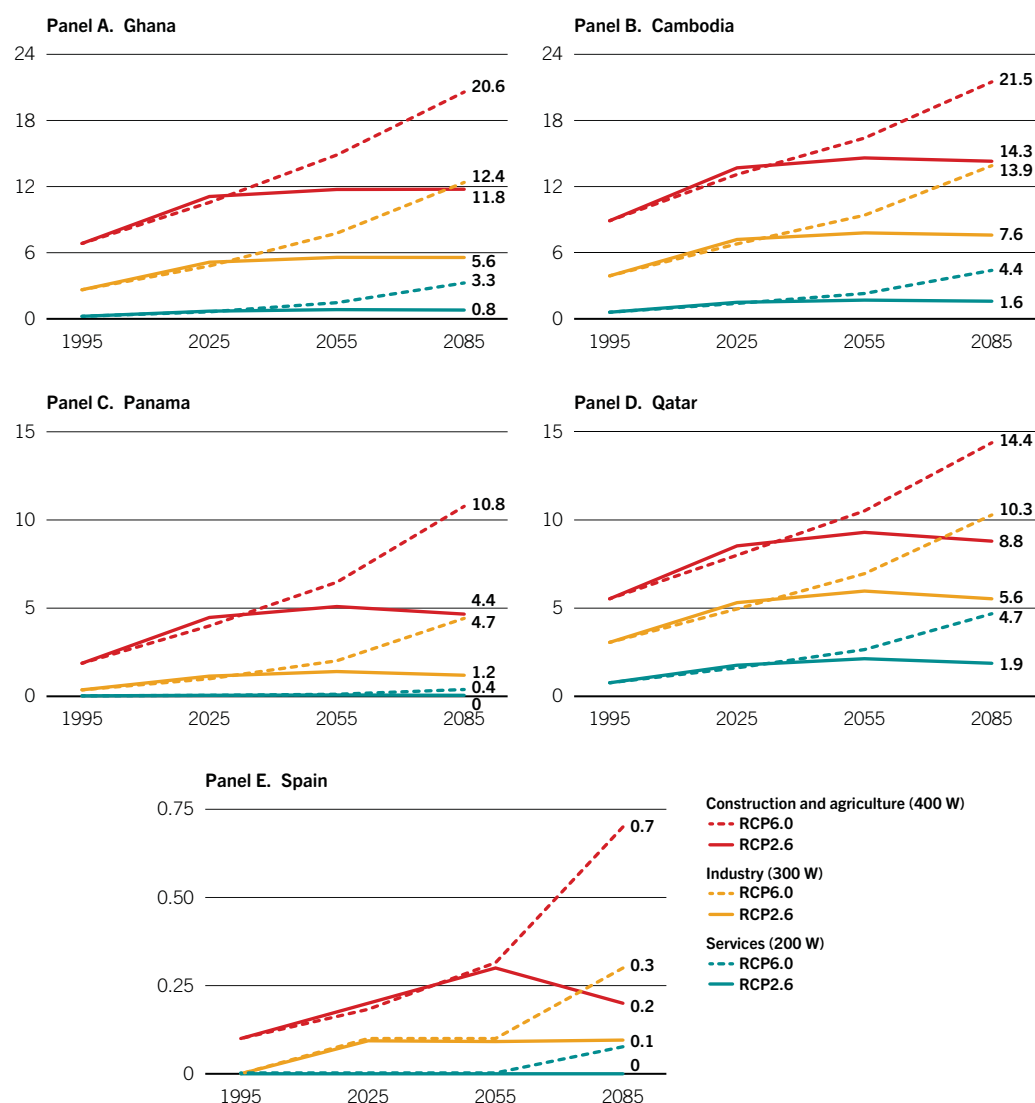 Panel A. Ghana
24
18
12
6
0
20.6
12.4
11.8
5.6
3.3
0.8
1995 2025 2055 2085
Panel B. Cambodia
24
18
12
6
0
21.5
14.3
13.9
7.6
4.4
1.6
1995 2025 2055 2085
Panel C. Panama
15
10
5
0
10.8
4.4
4.7
1.2
0.4
0
1995 2025 2055 2085
Panel D. Qatar
15
10
5
0
14.4
10.3
8.8
5.6
4.7
1.9
1995 2025 2055 2085
Panel E. Spain
0.75
0.50
0.25
0
0.7
0.3
0.2
0.1
0
1995 2025 2055 2085
Construction and agriculture (400 W)
RCP6.0
RCP2.6
Industry (300 W)
RCP6.0
RCP2.6
Services (200 W)
RCP6.0
RCP2.6